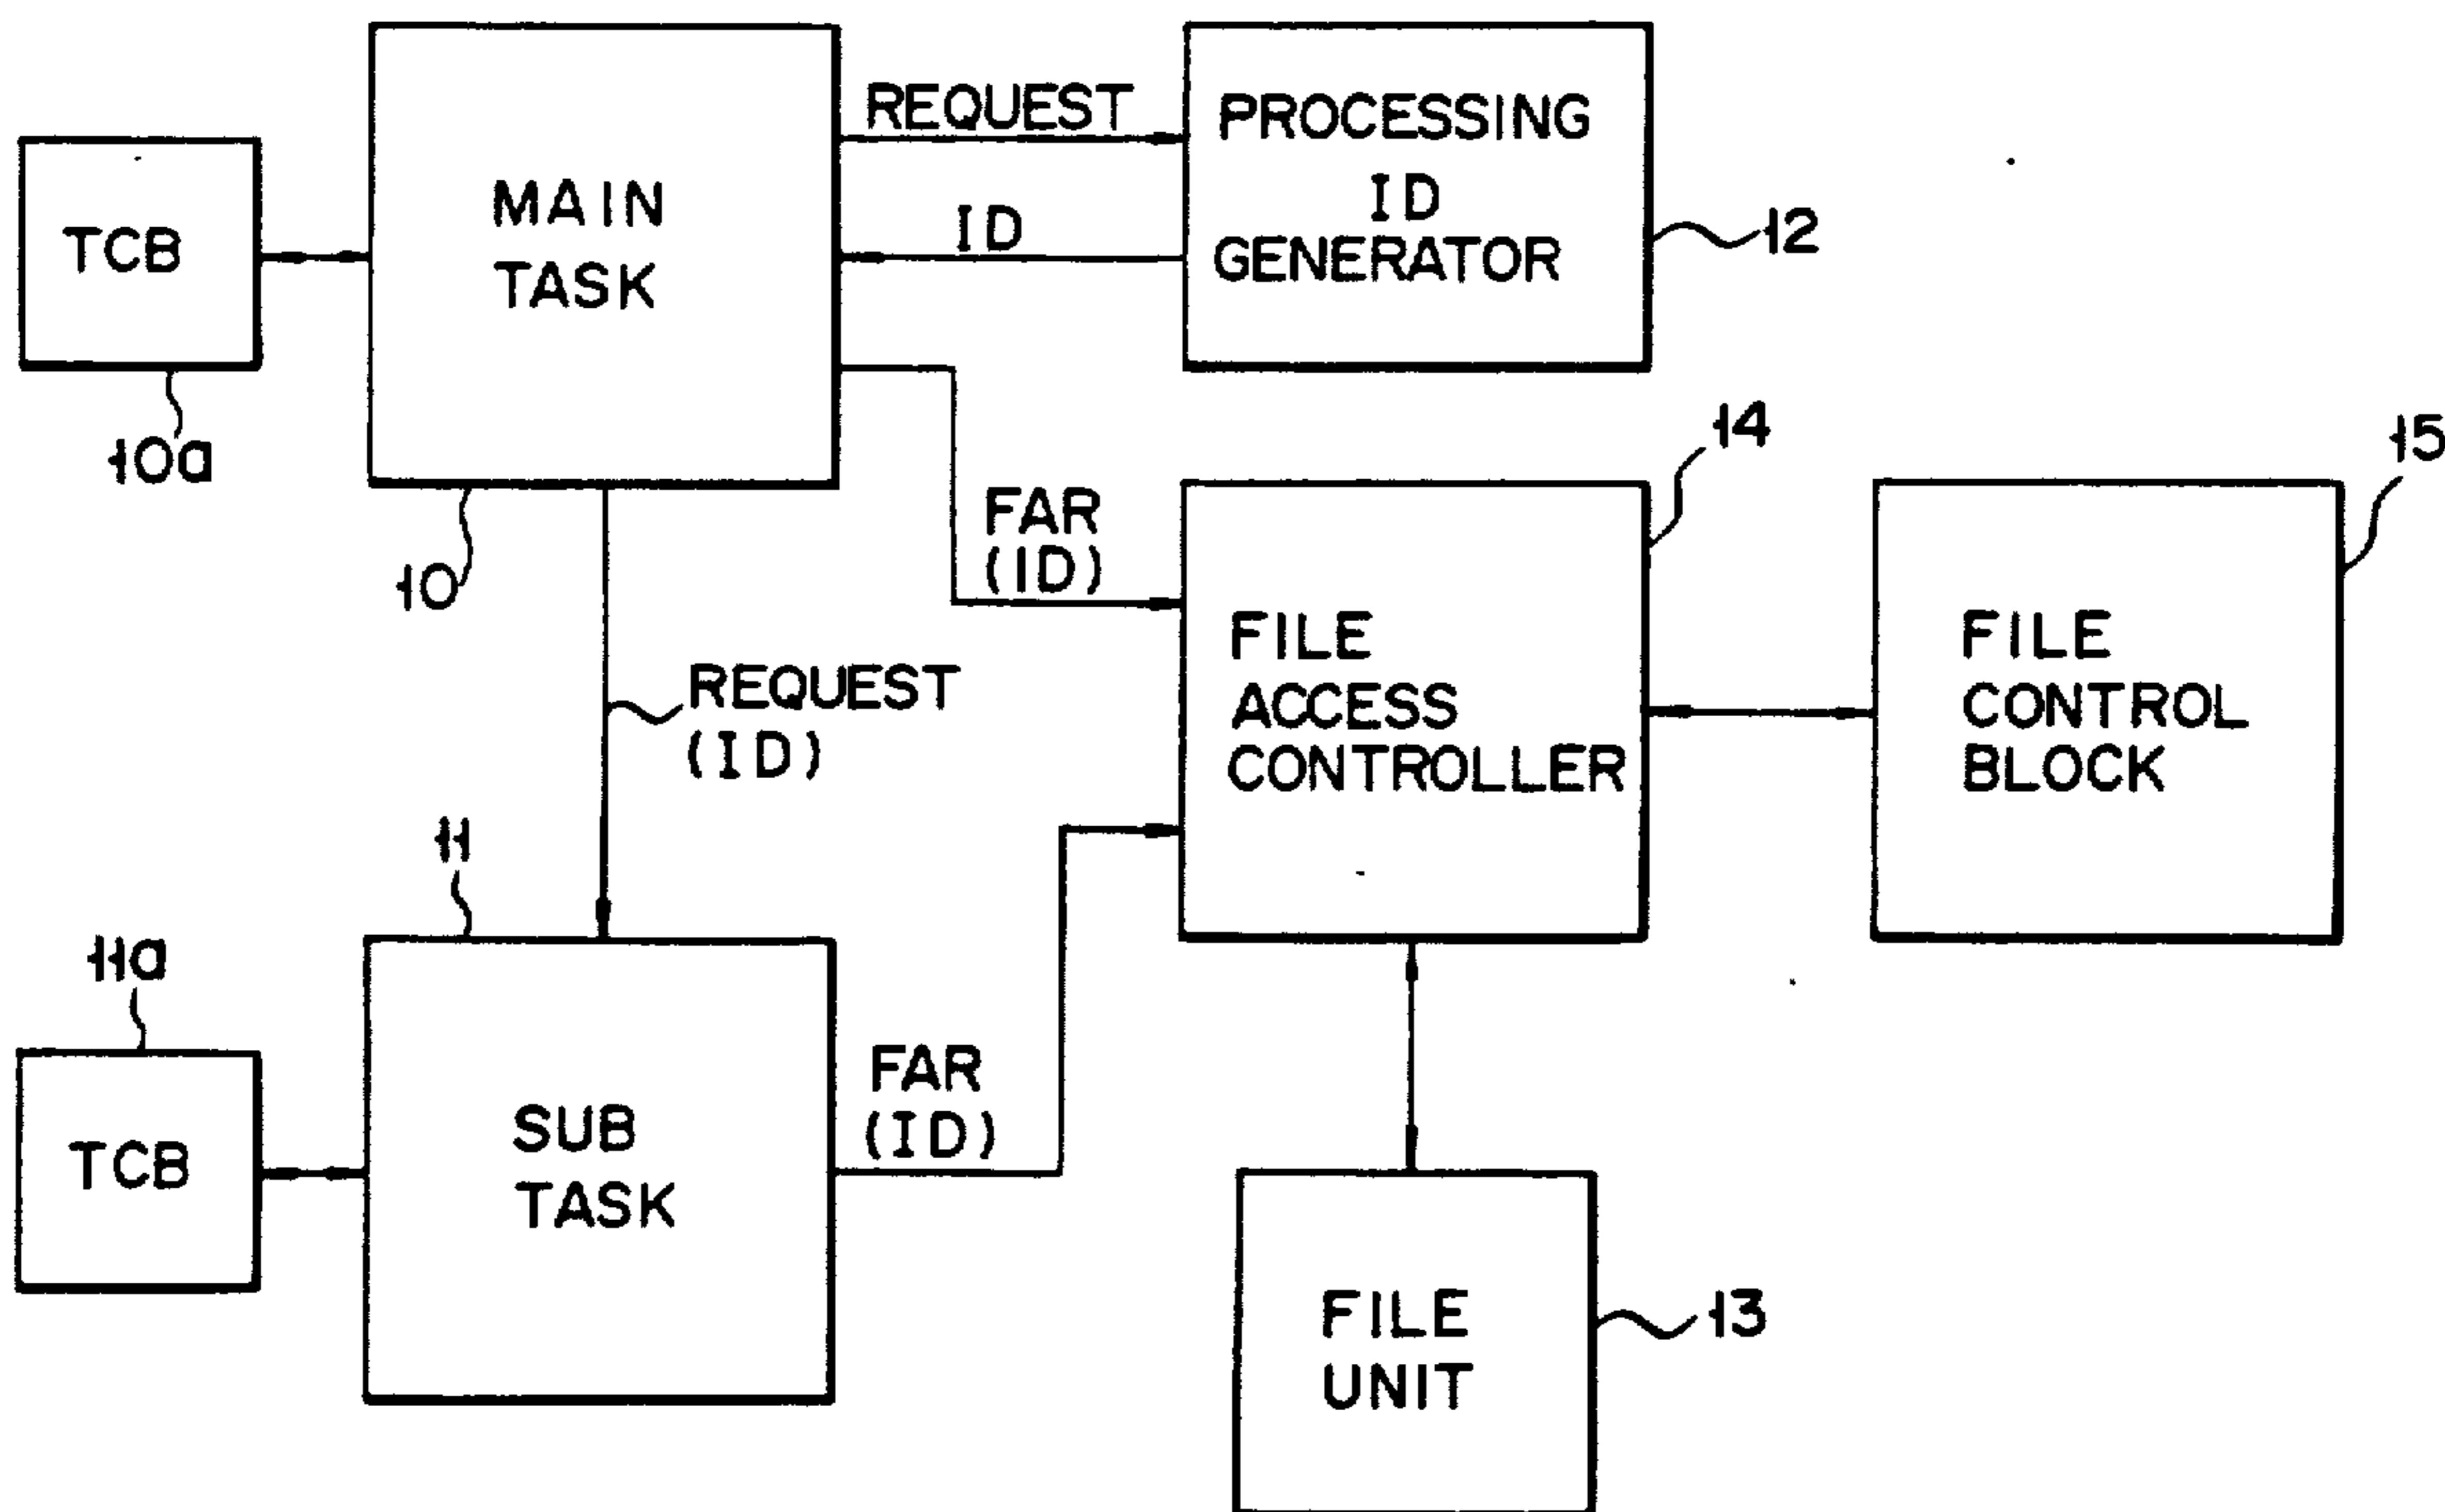 TCB
10a
MAIN
TASK
10
REQUEST
ID
PROCESSING
ID
GENERATOR
12
FAR
(ID)
14
15
FILE
ACCESS
CONTROLLER
FILE
CONTROL
BLOCK
REQUEST
(ID)
11
11a
TCB
SUB
TASK
FAR
(ID)
FILE
UNIT
13